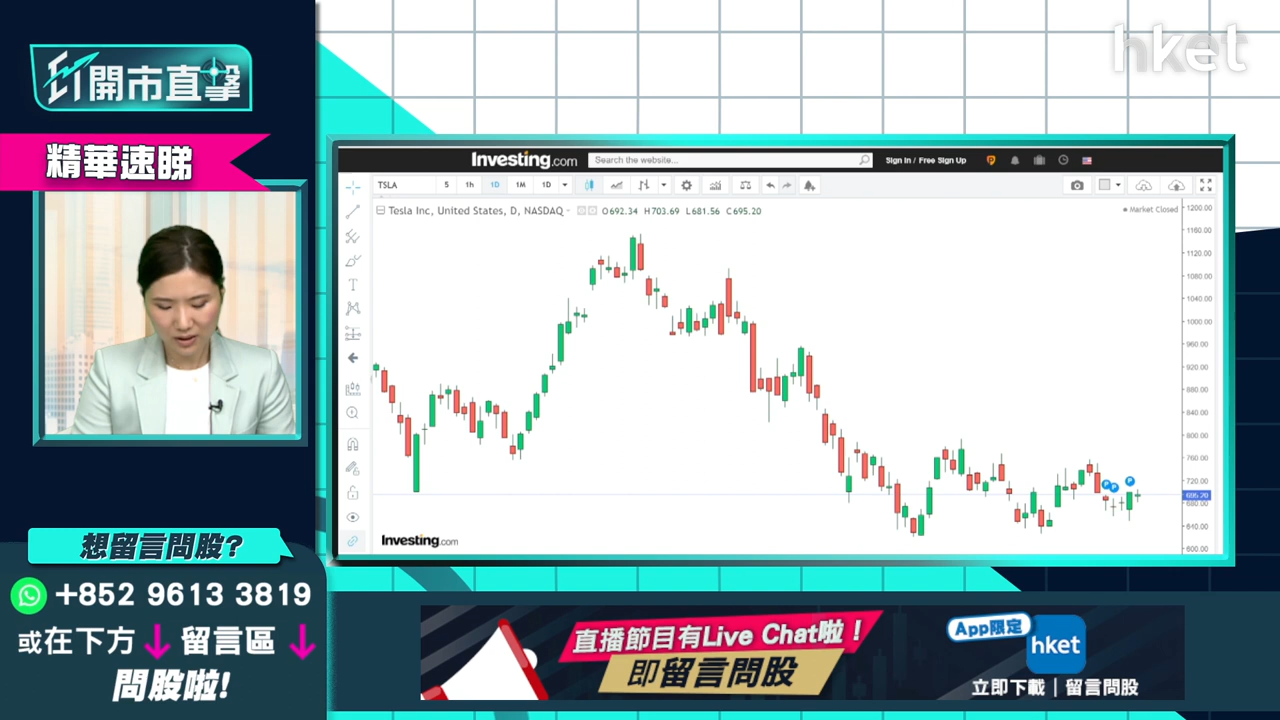 hket
ET開市直擊
精華速睇
Investing.com
Search the website...
Sign In / Free Sign Up
TSLA
5
1h
1D
1M
1D
Tesla Inc, United States, D, NASDAQ
O692.34 H703.69 L681.56 C695.20
Market Closed
1200.00
1160.00
1120.00
1080.00
1040.00
1000.00
960.00
920.00
880.00
840.00
800.00
760.00
720.00
695.20
680.00
640.00
600.00
P
P
P
Investing.com
想留言問股?
+852 9613 3819
或在下方 留言區
問股啦!
直播節目有Live Chat啦！
即留言問股
App限定
hket
立即下載｜留言問股